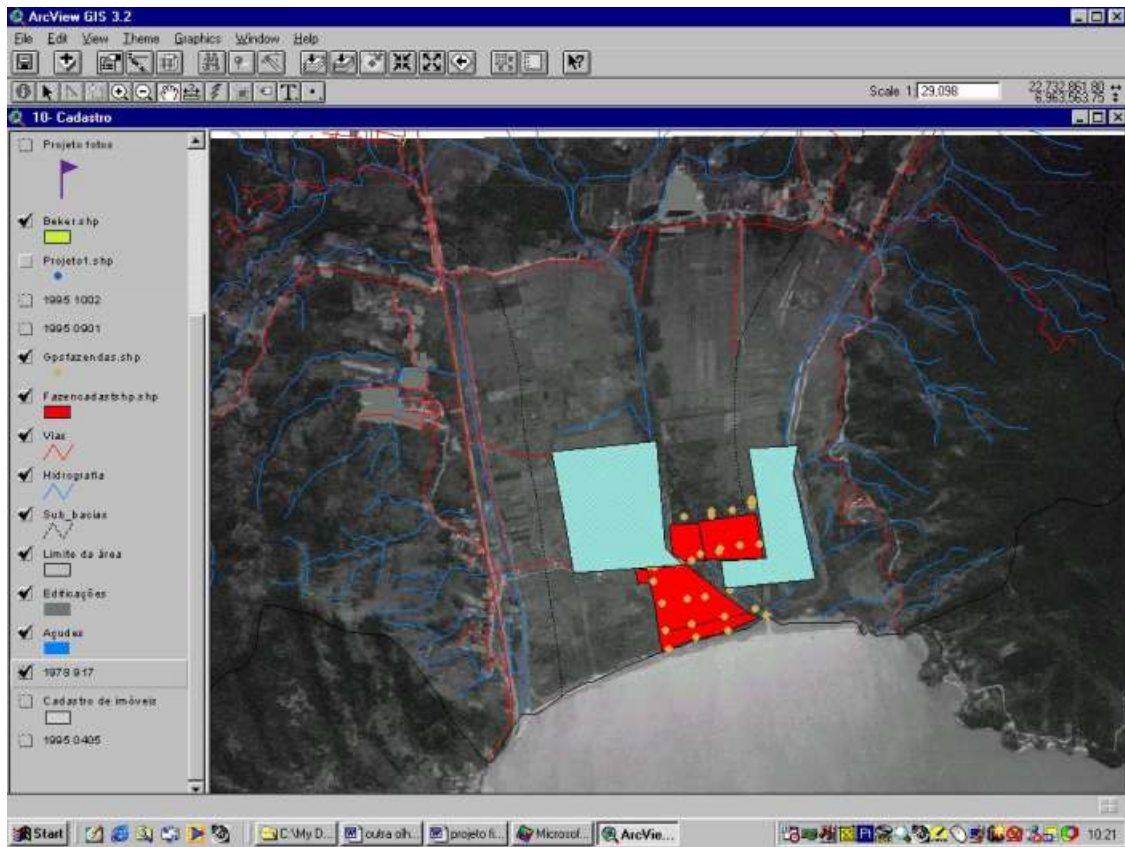 ArcView GIS 3.2
File Edit View Theme Graphics Window Help
Scale 1: 29.098
22.732.861.80
6.963.563.75
10- Cadastro
Projeto fotos
Beker.shp
Projeto1.shp
1995 1002
1995 0901
Gpsfazendas.shp
Fazencadastshp.shp
Vias
Hidrografia
Sub_bacias
Limite da área
Edificações
Açudes
1978 917
Cadastro de imóveis
1995 0405
Start C:\My D... outra olh... projeto fi... Microsof... ArcVie... 10:21